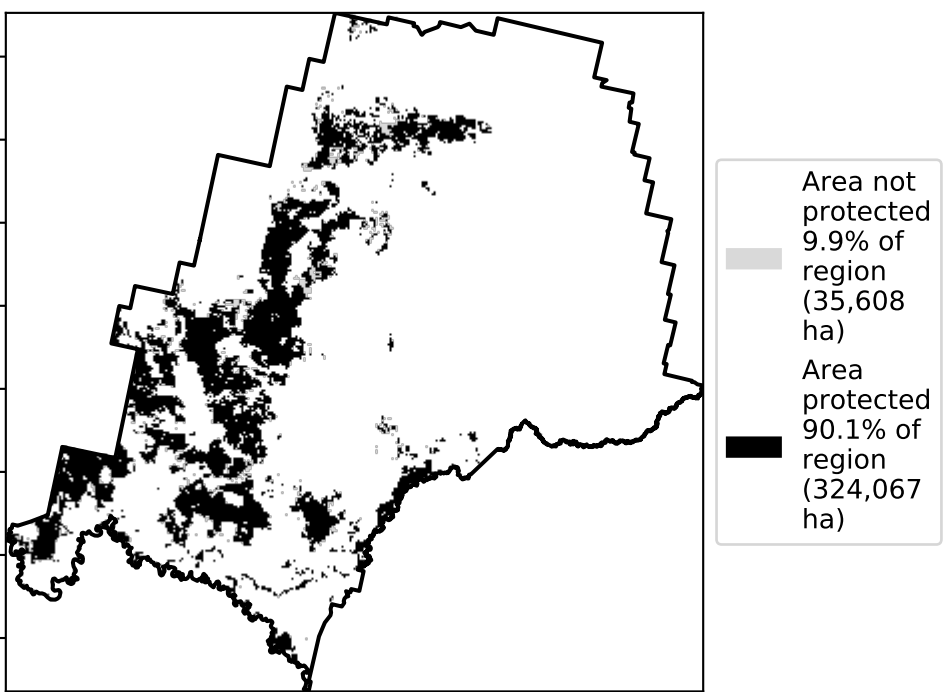 Area not
protected
9.9% of
region
(35,608
ha)
Area
protected
90.1% of
region
(324,067
ha)